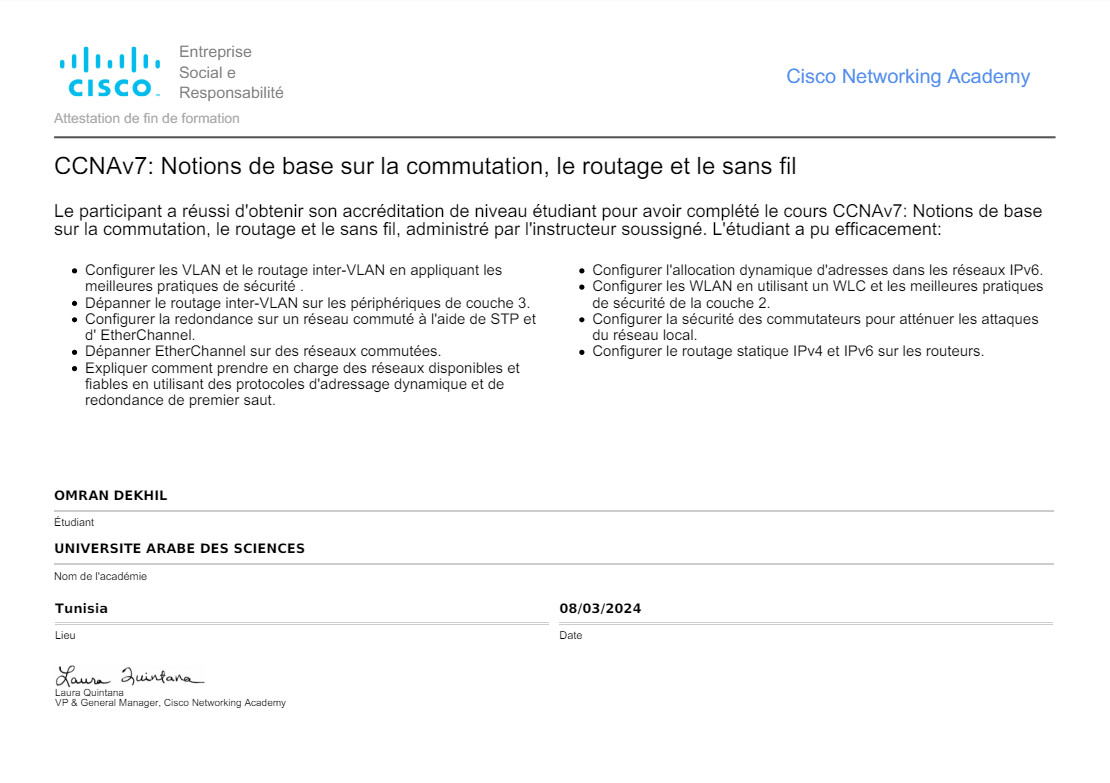 CISCO
Entreprise
Social e
Responsabilité
Cisco Networking Academy
Attestation de fin de formation
CCNAv7: Notions de base sur la commutation, le routage et le sans fil
Le participant a réussi d'obtenir son accréditation de niveau étudiant pour avoir complété le cours CCNAv7: Notions de base
sur la commutation, le routage et le sans fil, administré par l'instructeur soussigné. L'étudiant a pu efficacement:
• Configurer les VLAN et le routage inter-VLAN en appliquant les
meilleures pratiques de sécurité .
• Dépanner le routage inter-VLAN sur les périphériques de couche 3.
• Configurer la redondance sur un réseau commuté à l'aide de STP et
d' EtherChannel.
• Dépanner EtherChannel sur des réseaux commutées.
• Expliquer comment prendre en charge des réseaux disponibles et
fiables en utilisant des protocoles d'adressage dynamique et de
redondance de premier saut.
• Configurer l'allocation dynamique d'adresses dans les réseaux IPv6.
• Configurer les WLAN en utilisant un WLC et les meilleures pratiques
de sécurité de la couche 2.
• Configurer la sécurité des commutateurs pour atténuer les attaques
du réseau local.
• Configurer le routage statique IPv4 et IPv6 sur les routeurs.
OMRAN DEKHIL
Étudiant
UNIVERSITE ARABE DES SCIENCES
Nom de l'académie
Tunisia
Lieu
08/03/2024
Date
Laura Quintana
Laura Quintana
VP & General Manager, Cisco Networking Academy